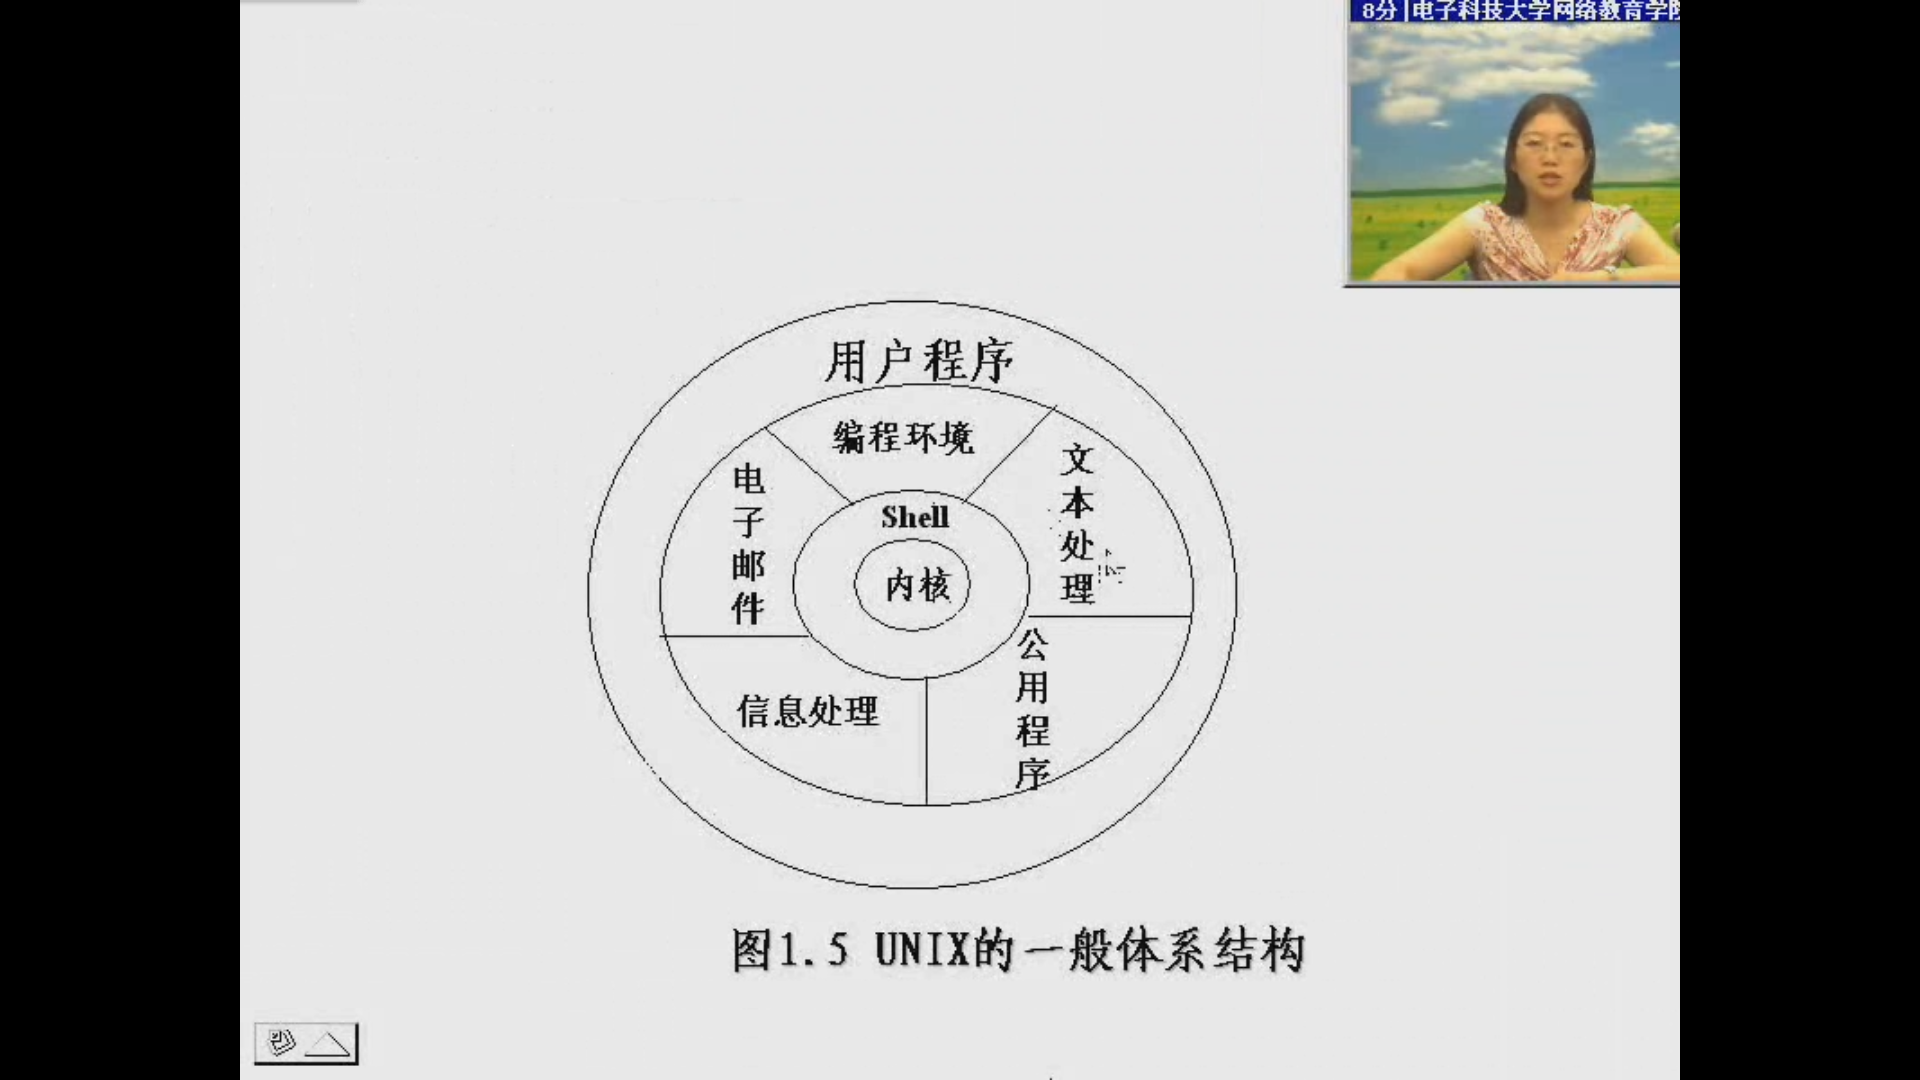 8分|电子科技大学网络教育学院
用户程序
编程环境
文本处理
电子邮件
Shell
内核
公用程序
信息处理
图1.5 UNIX的一般体系结构